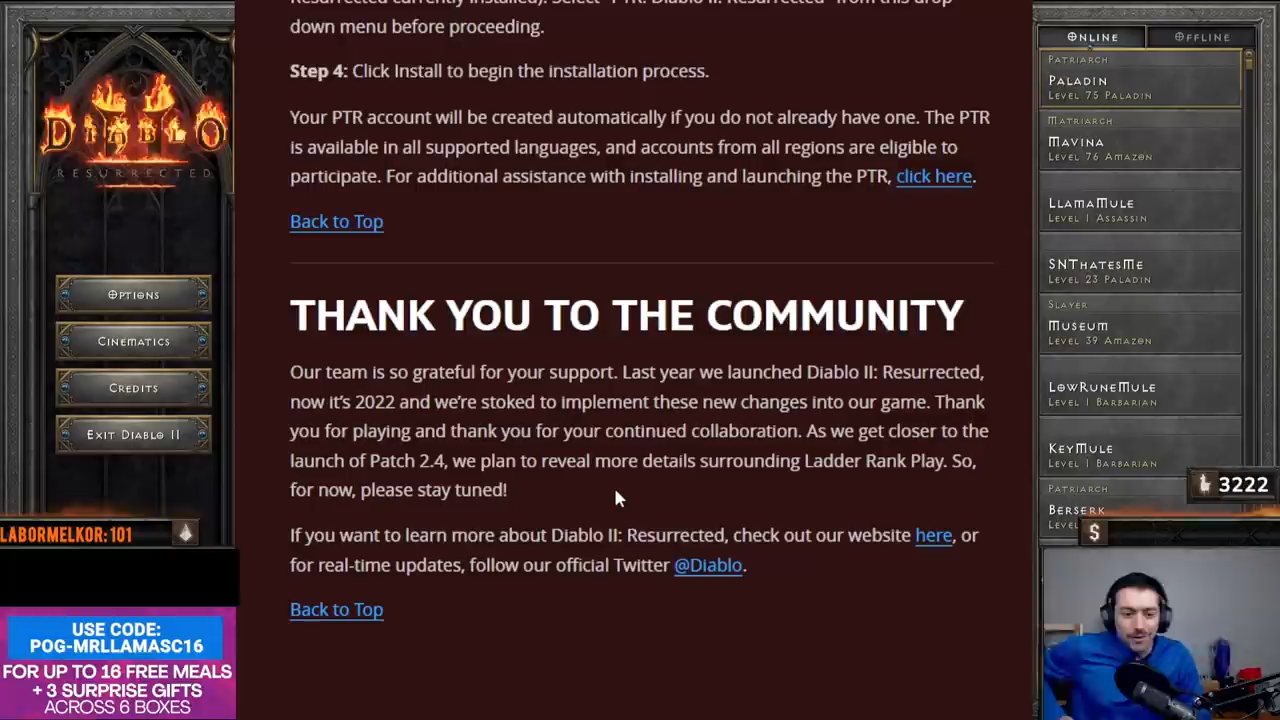 DIABLO
RESURRECTED
OPTIONS
CINEMATICS
CREDITS
EXIT DIABLO II
LABORMELKOR: 101
USE CODE:
POG-MRLLAMASC16
FOR UP TO 16 FREE MEALS
+ 3 SURPRISE GIFTS
ACROSS 6 BOXES
down menu before proceeding.
Step 4: Click Install to begin the installation process.
Your PTR account will be created automatically if you do not already have one. The PTR
is available in all supported languages, and accounts from all regions are eligible to
participate. For additional assistance with installing and launching the PTR, click here.
Back to Top
THANK YOU TO THE COMMUNITY
Our team is so grateful for your support. Last year we launched Diablo II: Resurrected,
now it's 2022 and we're stoked to implement these new changes into our game. Thank
you for playing and thank you for your continued collaboration. As we get closer to the
launch of Patch 2.4, we plan to reveal more details surrounding Ladder Rank Play. So,
for now, please stay tuned!
If you want to learn more about Diablo II: Resurrected, check out our website here, or
for real-time updates, follow our official Twitter @Diablo.
Back to Top
ONLINE
OFFLINE
PATRIARCH
PALADIN
LEVEL 75 PALADIN
MATRIARCH
MAVINA
LEVEL 76 AMAZON
LLAMAMULE
LEVEL 1 ASSASSIN
SNTHATESME
LEVEL 23 PALADIN
SLAYER
MUSEUM
LEVEL 39 AMAZON
LOWRUNEMULE
LEVEL 1 BARBARIAN
KEYMULE
LEVEL 1 BARBARIAN
PATRIARCH
BERSERK
3222
$